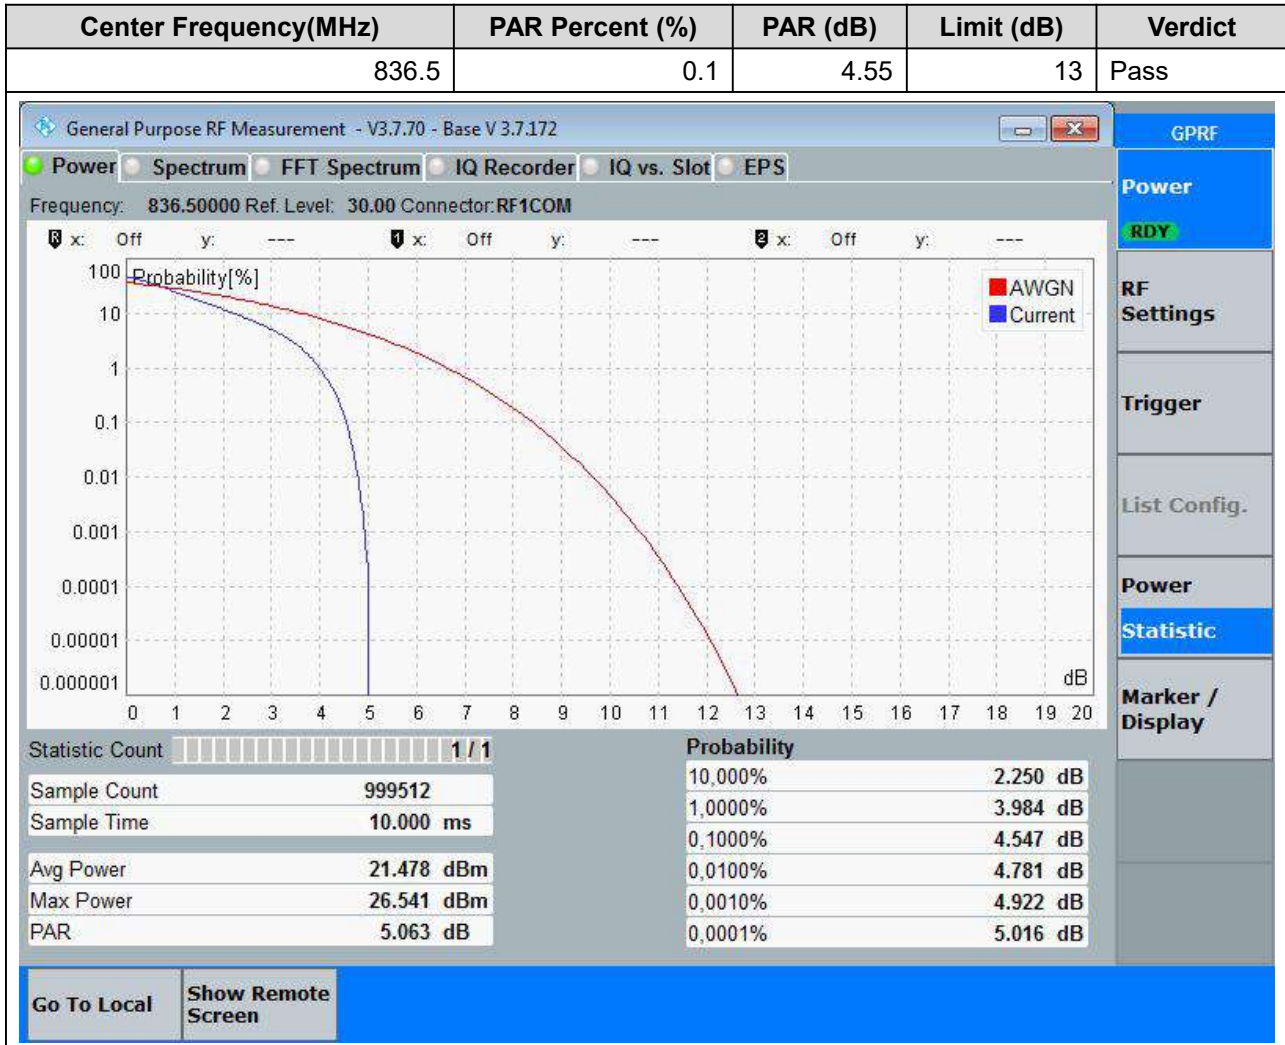 Center Frequency(MHz) PAR Percent (%) PAR (dB) Limit (dB) Verdict
836.5 0.1 4.55 13 Pass
General Purpose RF Measurement - V3.7.70 - Base V 3.7.172
GPRF
Power Spectrum FFT Spectrum IQ Recorder IQ vs. Slot EPS
Frequency: 836.50000 Ref. Level: 30.00 Connector:RF1COM
R x: Off y: --- 1 x: Off y: --- 2 x: Off y: ---
Probability[%]
AWGN
Current
100
10
1
0.1
0.01
0.001
0.0001
0.00001
0.000001
dB
0 1 2 3 4 5 6 7 8 9 10 11 12 13 14 15 16 17 18 19 20
Statistic Count 1 / 1
Sample Count 999512
Sample Time 10.000 ms
Avg Power 21.478 dBm
Max Power 26.541 dBm
PAR 5.063 dB
Probability
10,000% 2.250 dB
1,0000% 3.984 dB
0,1000% 4.547 dB
0,0100% 4.781 dB
0,0010% 4.922 dB
0,0001% 5.016 dB
Power
RDY
RF
Settings
Trigger
List Config.
Power
Statistic
Marker /
Display
Go To Local
Show Remote
Screen